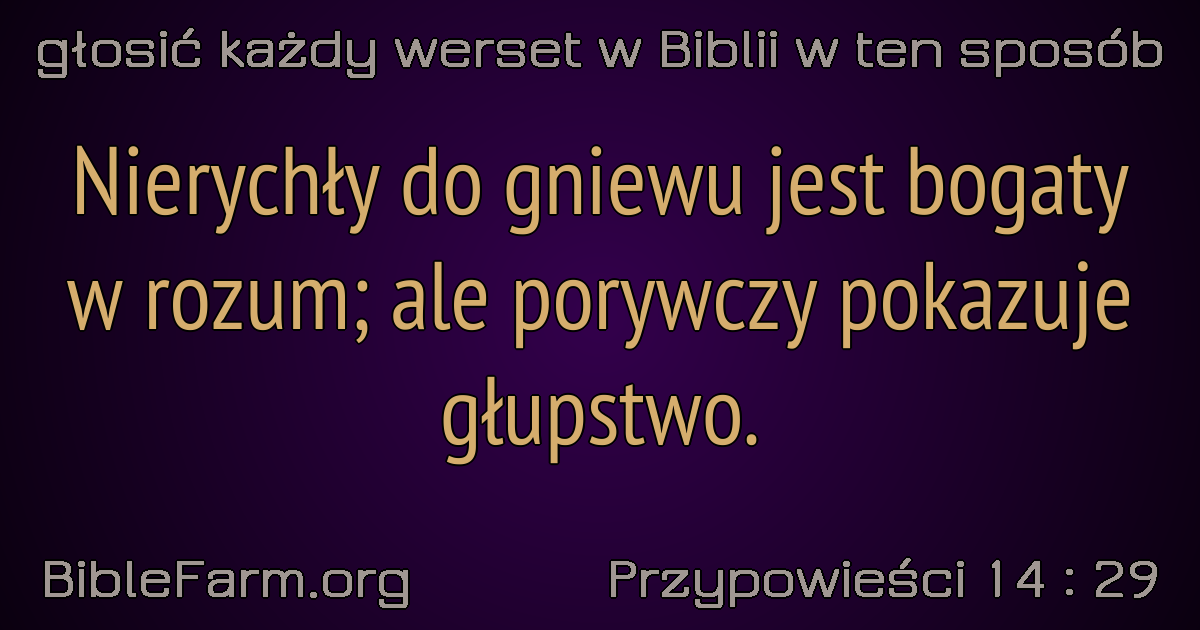 głosić każdy werset w Biblii w ten sposób
Nierychły do gniewu jest bogaty
w rozum; ale porywczy pokazuje
głupstwo.
BibleFarm.org
Przypowieści 14 : 29